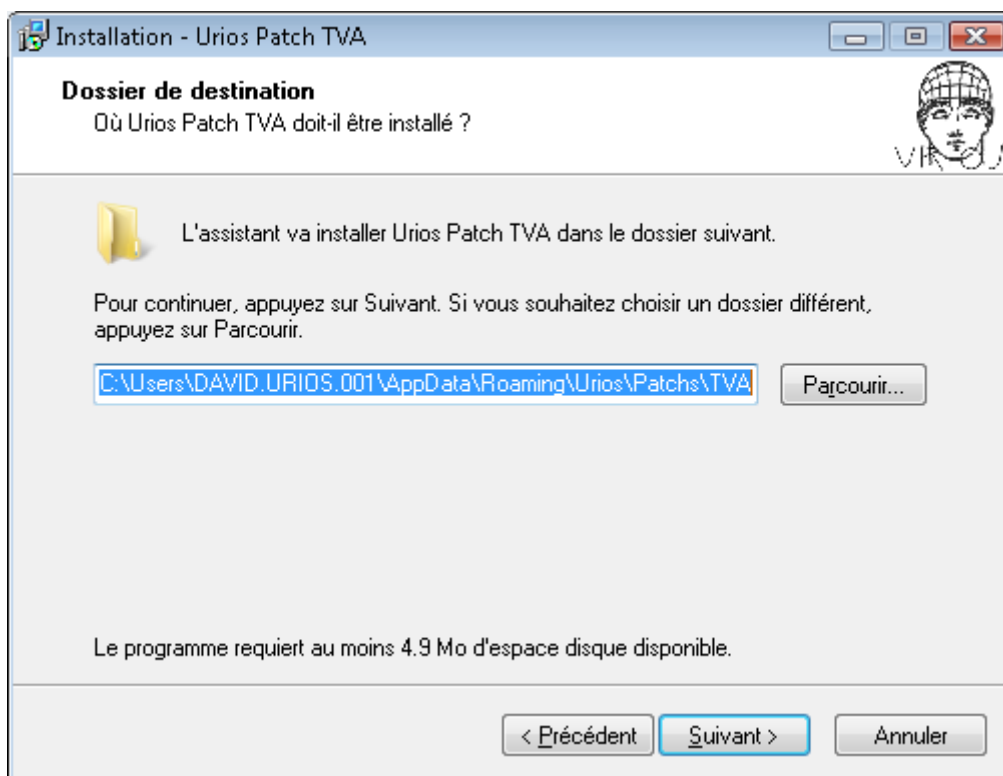 Installation - Urios Patch TVA
Dossier de destination
Où Urios Patch TVA doit-il être installé ?
L'assistant va installer Urios Patch TVA dans le dossier suivant.
Pour continuer, appuyez sur Suivant. Si vous souhaitez choisir un dossier différent,
appuyez sur Parcourir.
C:\Users\DAVID.URIOS.001\AppData\Roaming\Urios\Patchs\TVA
Parcourir...
Le programme requiert au moins 4.9 Mo d'espace disque disponible.
< Précédent
Suivant >
Annuler